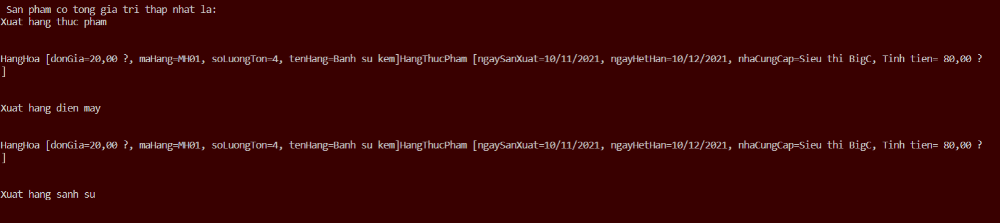 San pham co tong gia tri thap nhat la:
Xuat hang thuc pham
HangHoa [donGia=20,00 ?, maHang=MH01, soLuongTon=4, tenHang=Banh su kem]HangThucPham [ngaySanXuat=10/11/2021, ngayHetHan=10/12/2021, nhaCungCap=Sieu thi BigC, Tinh tien= 80,00 ?
]
Xuat hang dien may
HangHoa [donGia=20,00 ?, maHang=MH01, soLuongTon=4, tenHang=Banh su kem]HangThucPham [ngaySanXuat=10/11/2021, ngayHetHan=10/12/2021, nhaCungCap=Sieu thi BigC, Tinh tien= 80,00 ?
]
Xuat hang sanh su